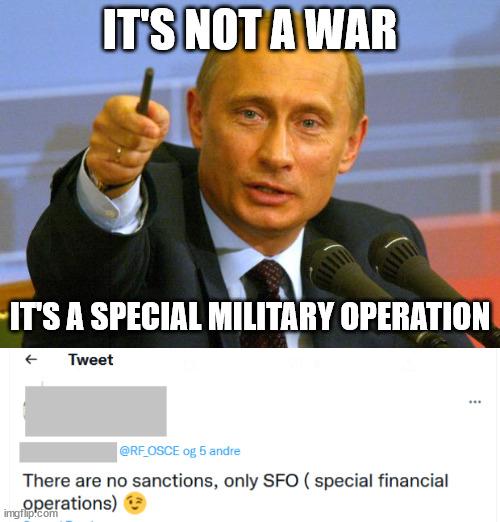 IT'S NOT A WAR
IT'S A SPECIAL MILITARY OPERATION
← Tweet
...
@RF_OSCE og 5 andre
There are no sanctions, only SFO ( special financial
operations) 😉
imgflip.com